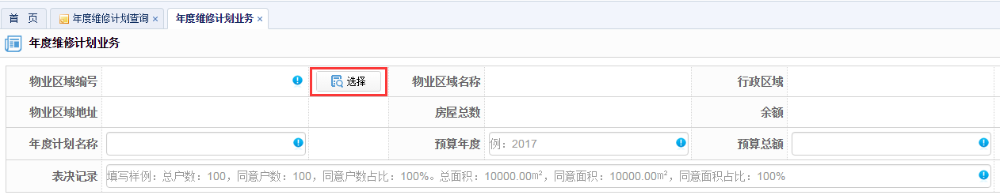 首 页 年度维修计划查询 × 年度维修计划业务 ×
年度维修计划业务
物业区域编号 选择 物业区域名称 行政区域
物业区域地址 房屋总数 余额
年度计划名称 预算年度 例：2017 预算总额
表决记录 填写样例：总户数：100，同意户数：100，同意户数占比：100%。总面积：10000.00㎡，同意面积：10000.00㎡，同意面积占比：100%